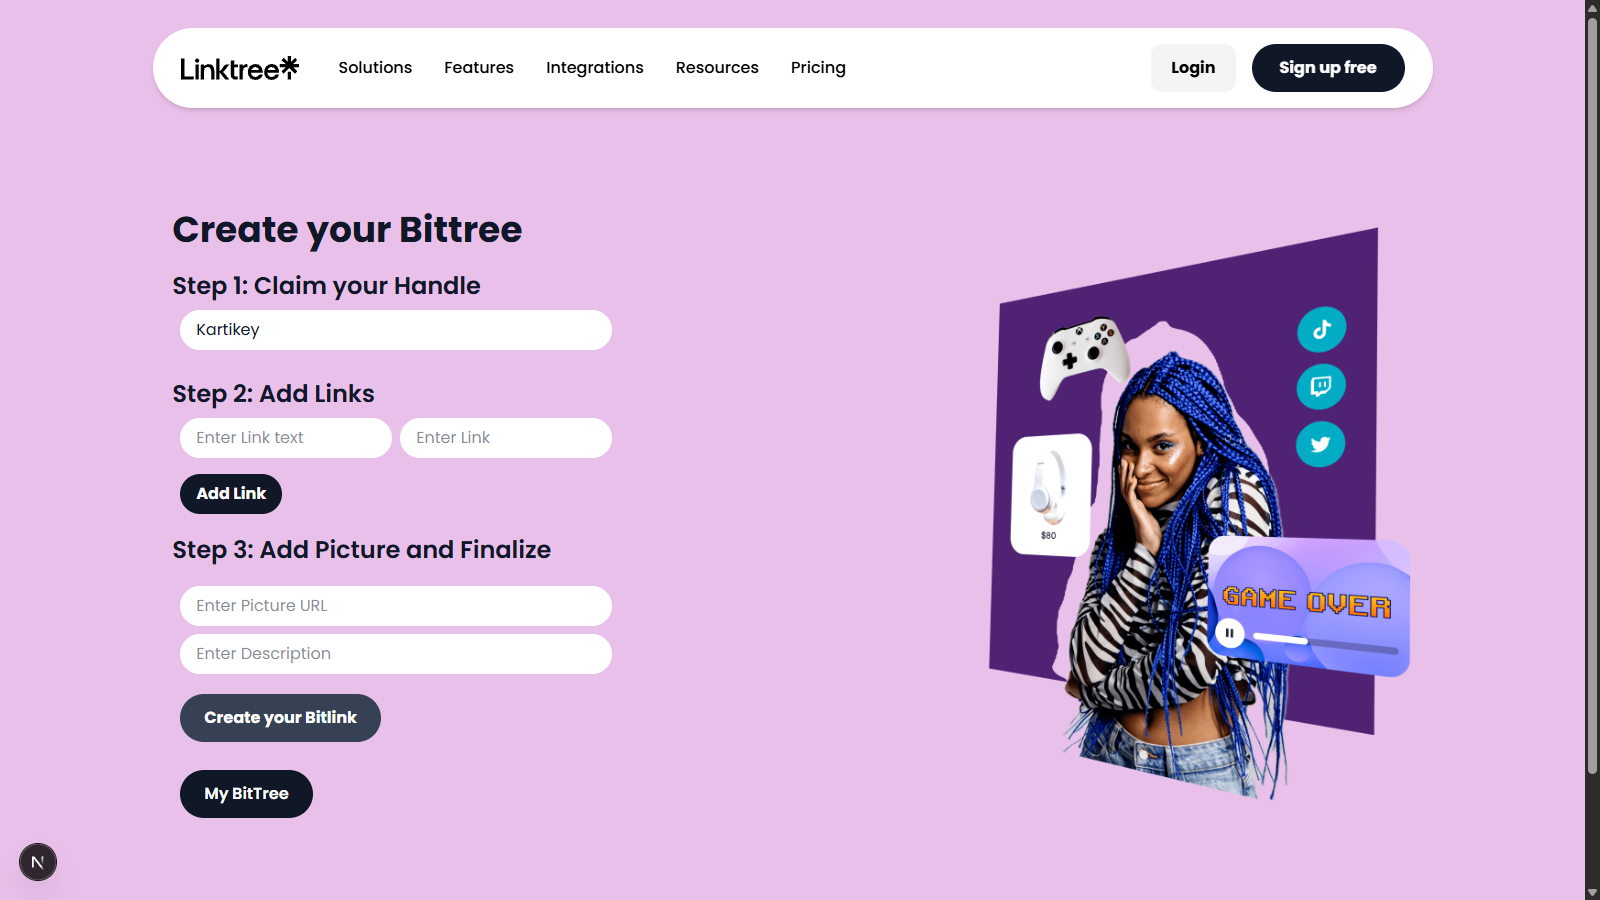 Linktree*
Solutions
Features
Integrations
Resources
Pricing
Login
Sign up free
Create your Bittree
Step 1: Claim your Handle
Kartikey
Step 2: Add Links
Enter Link text
Enter Link
Add Link
Step 3: Add Picture and Finalize
Enter Picture URL
Enter Description
Create your Bitlink
My BitTree
$80
GAME OVER
N